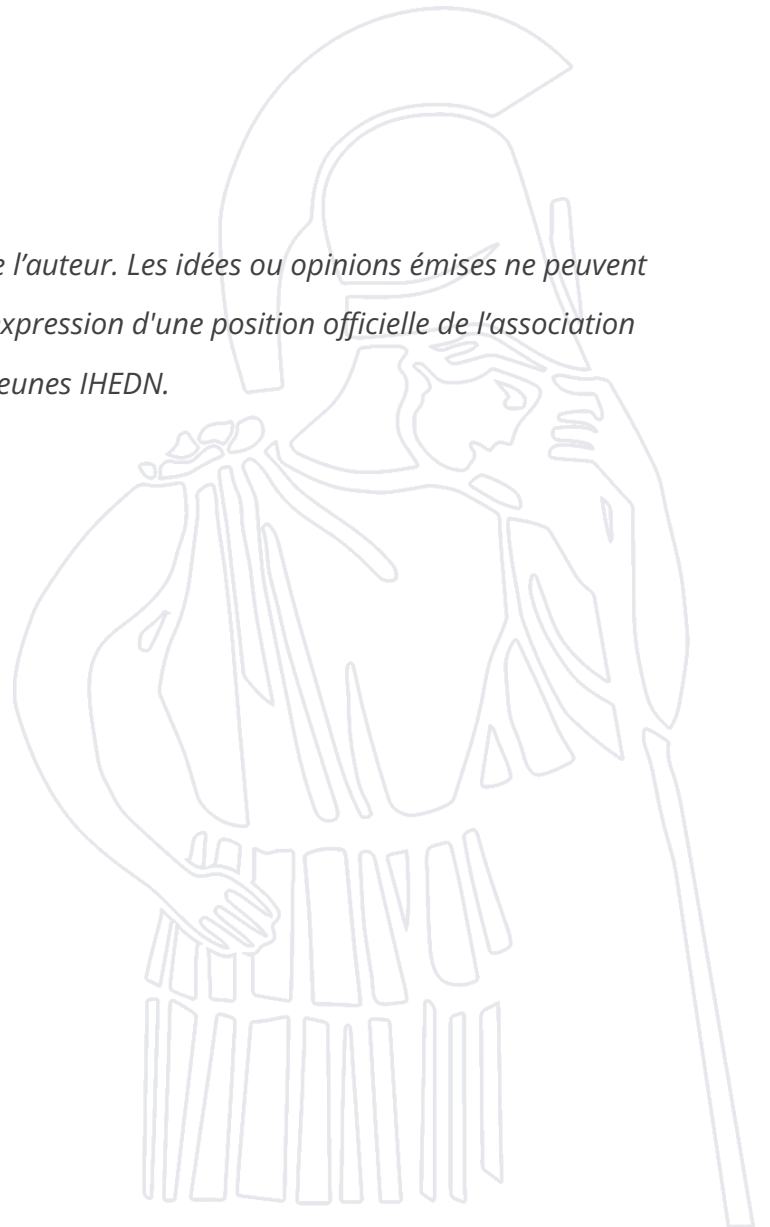 e l’auteur. Les idées ou opinions émises ne peuvent
xpression d'une position officielle de l’association
eunes IHEDN.